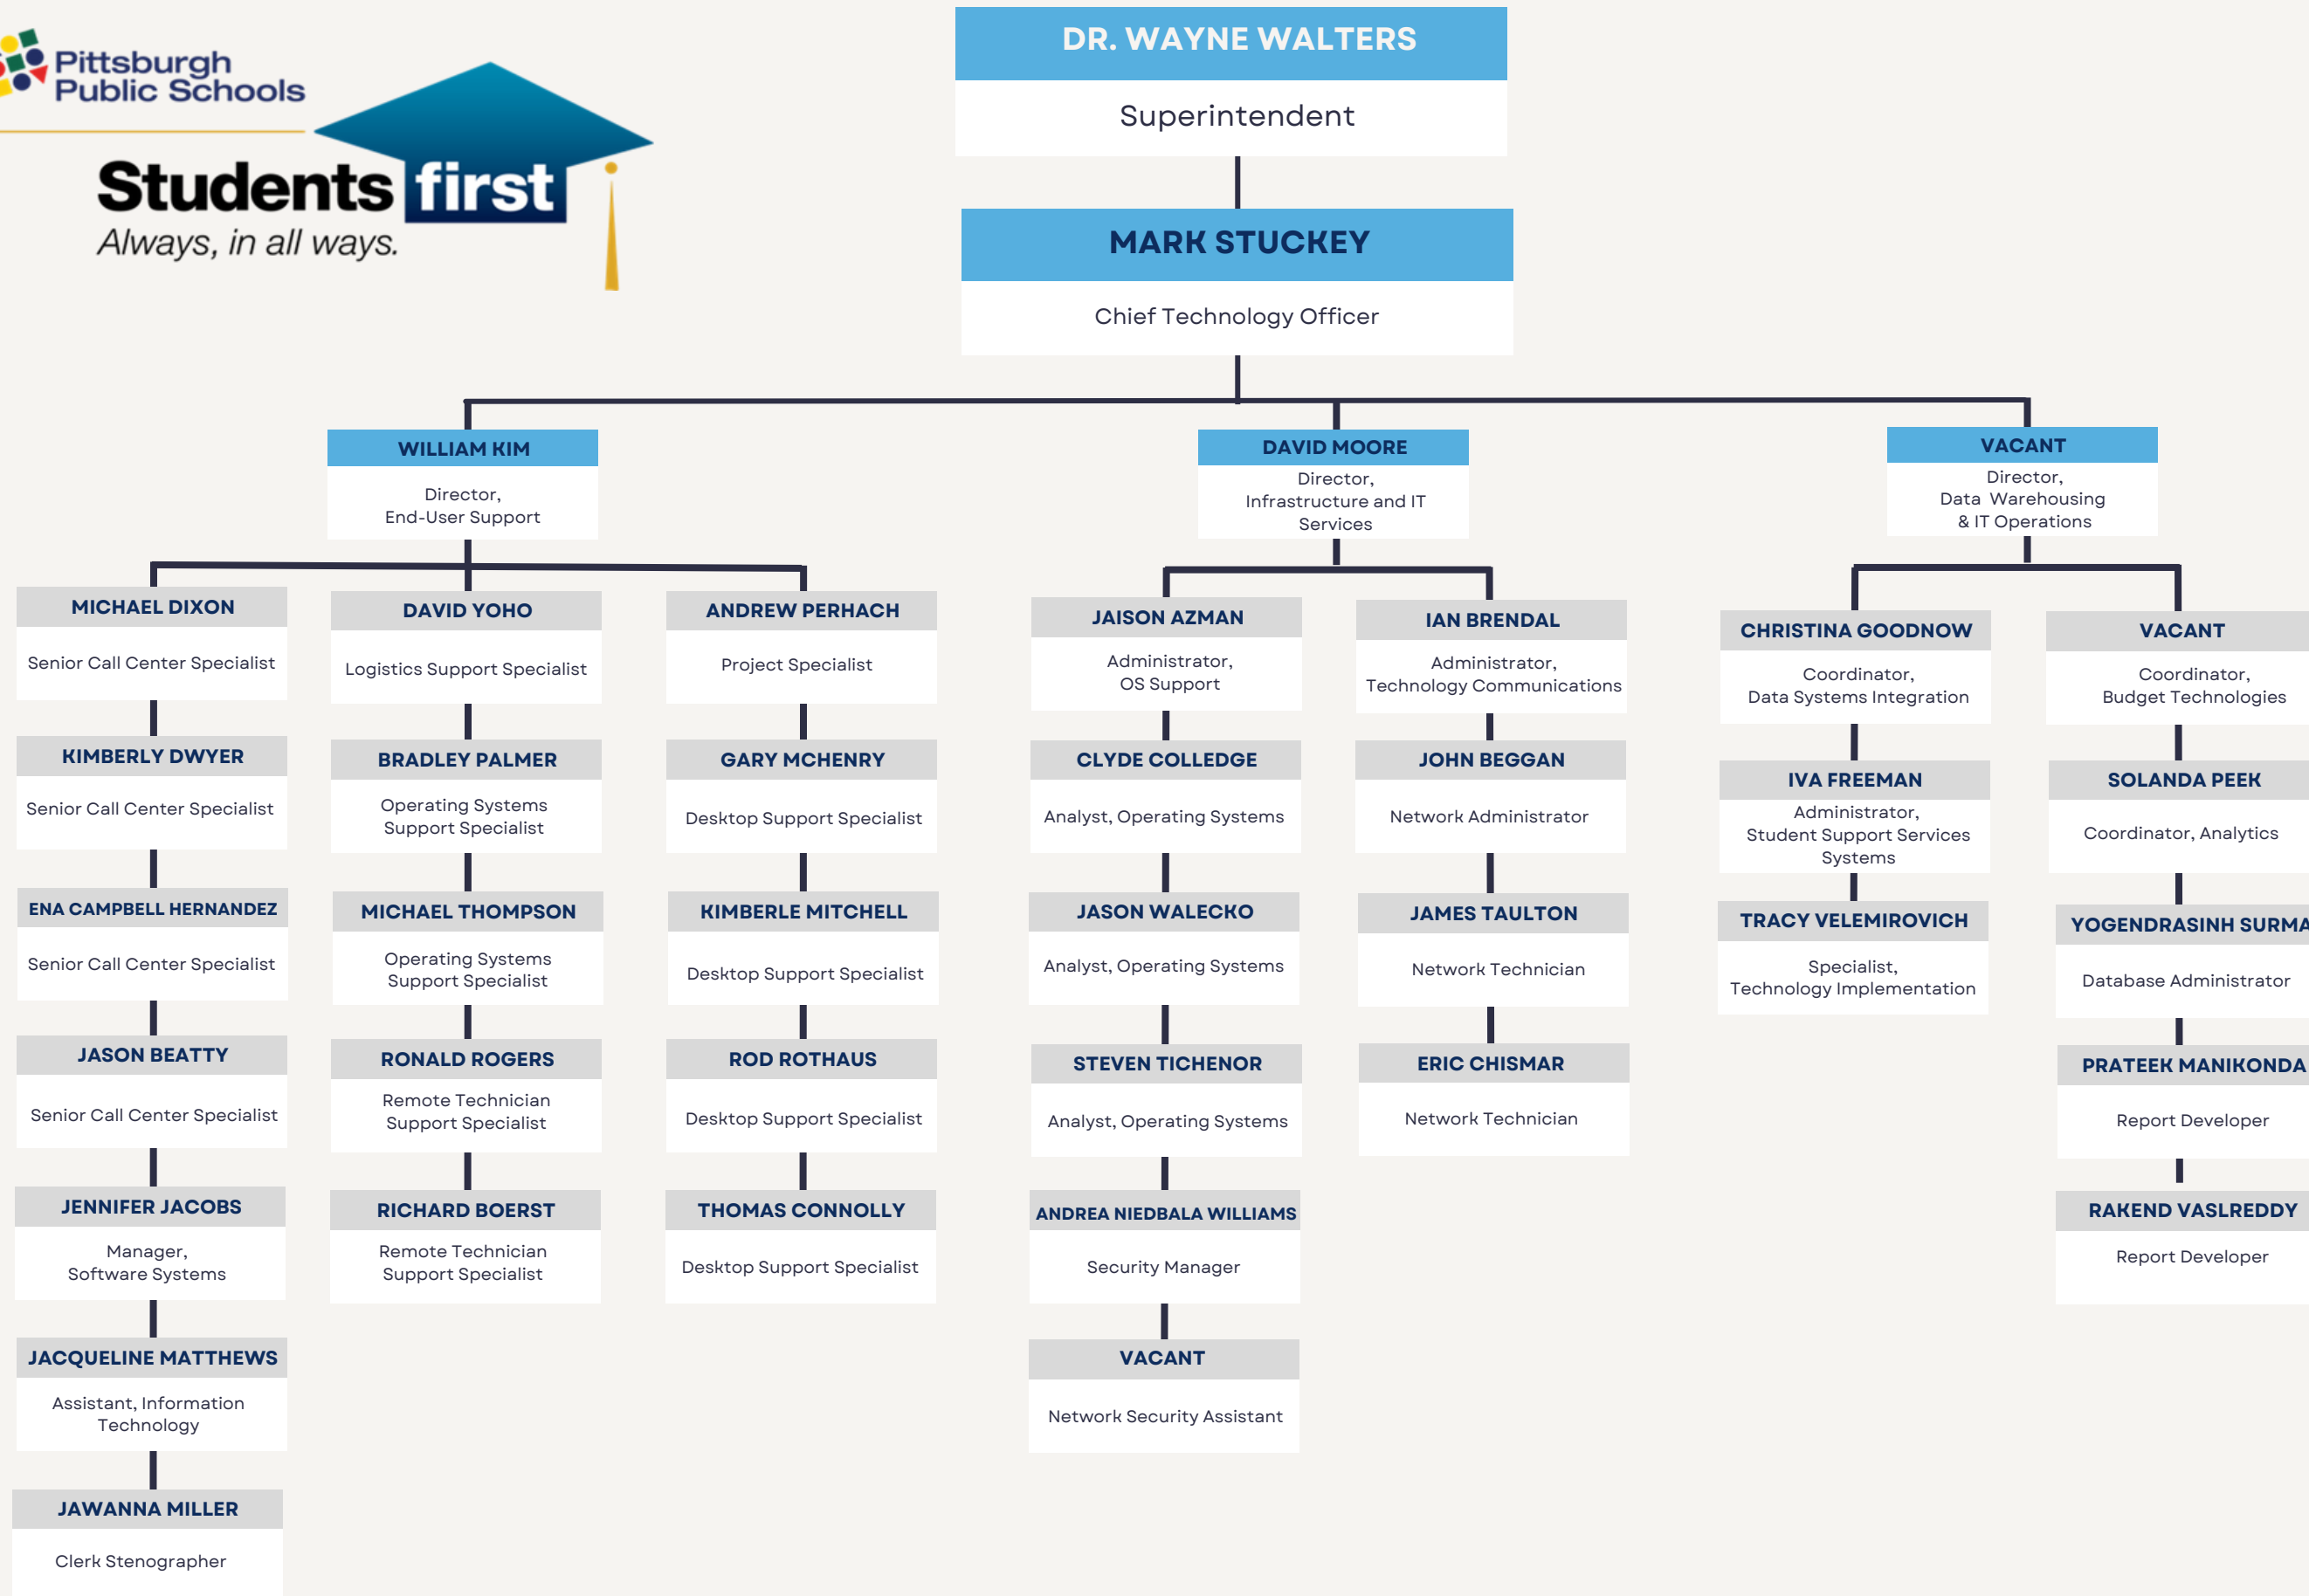 Pittsburgh
Public Schools
Students first
Always, in all ways.
DR. WAYNE WALTERS
Superintendent
MARK STUCKEY
Chief Technology Officer
WILLIAM KIM
Director,
End-User Support
DAVID MOORE
Director,
Infrastructure and IT
Services
VACANT
Director,
Data Warehousing
& IT Operations
MICHAEL DIXON
Senior Call Center Specialist
KIMBERLY DWYER
Senior Call Center Specialist
ENA CAMPBELL HERNANDEZ
Senior Call Center Specialist
JASON BEATTY
Senior Call Center Specialist
JENNIFER JACOBS
Manager,
Software Systems
JACQUELINE MATTHEWS
Assistant, Information
Technology
JAWANNA MILLER
Clerk Stenographer
DAVID YOHO
Logistics Support Specialist
BRADLEY PALMER
Operating Systems
Support Specialist
MICHAEL THOMPSON
Operating Systems
Support Specialist
RONALD ROGERS
Remote Technician
Support Specialist
RICHARD BOERST
Remote Technician
Support Specialist
ANDREW PERHACH
Project Specialist
GARY MCHENRY
Desktop Support Specialist
KIMBERLE MITCHELL
Desktop Support Specialist
ROD ROTHAUS
Desktop Support Specialist
THOMAS CONNOLLY
Desktop Support Specialist
JAISON AZMAN
Administrator,
OS Support
CLYDE COLLEDGE
Analyst, Operating Systems
JASON WALECKO
Analyst, Operating Systems
STEVEN TICHENOR
Analyst, Operating Systems
ANDREA NIEDBALA WILLIAMS
Security Manager
VACANT
Network Security Assistant
IAN BRENDAL
Administrator,
Technology Communications
JOHN BEGGAN
Network Administrator
JAMES TAULTON
Network Technician
ERIC CHISMAR
Network Technician
CHRISTINA GOODNOW
Coordinator,
Data Systems Integration
IVA FREEMAN
Administrator,
Student Support Services
Systems
TRACY VELEMIROVICH
Specialist,
Technology Implementation
VACANT
Coordinator,
Budget Technologies
SOLANDA PEEK
Coordinator, Analytics
YOGENDRASINH SURMA
Database Administrator
PRATEEK MANIKONDA
Report Developer
RAKEND VASLREDDY
Report Developer